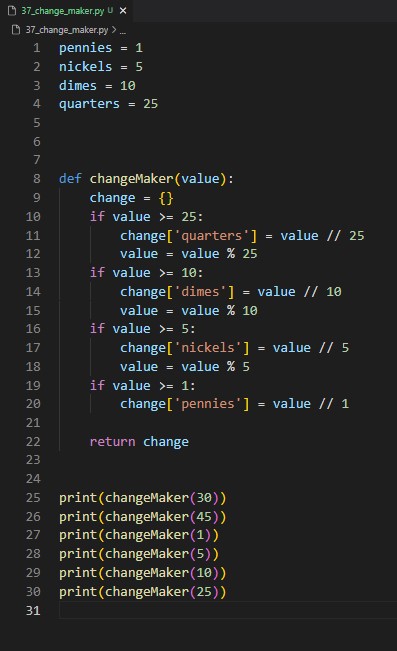 37_change_maker.py U ×
37_change_maker.py > ...
1 pennies = 1
2 nickels = 5
3 dimes = 10
4 quarters = 25
5
6
7
8 def changeMaker(value):
9     change = {}
10     if value >= 25:
11         change['quarters'] = value // 25
12         value = value % 25
13     if value >= 10:
14         change['dimes'] = value // 10
15         value = value % 10
16     if value >= 5:
17         change['nickels'] = value // 5
18         value = value % 5
19     if value >= 1:
20         change['pennies'] = value // 1
21
22     return change
23
24
25 print(changeMaker(30))
26 print(changeMaker(45))
27 print(changeMaker(1))
28 print(changeMaker(5))
29 print(changeMaker(10))
30 print(changeMaker(25))
31